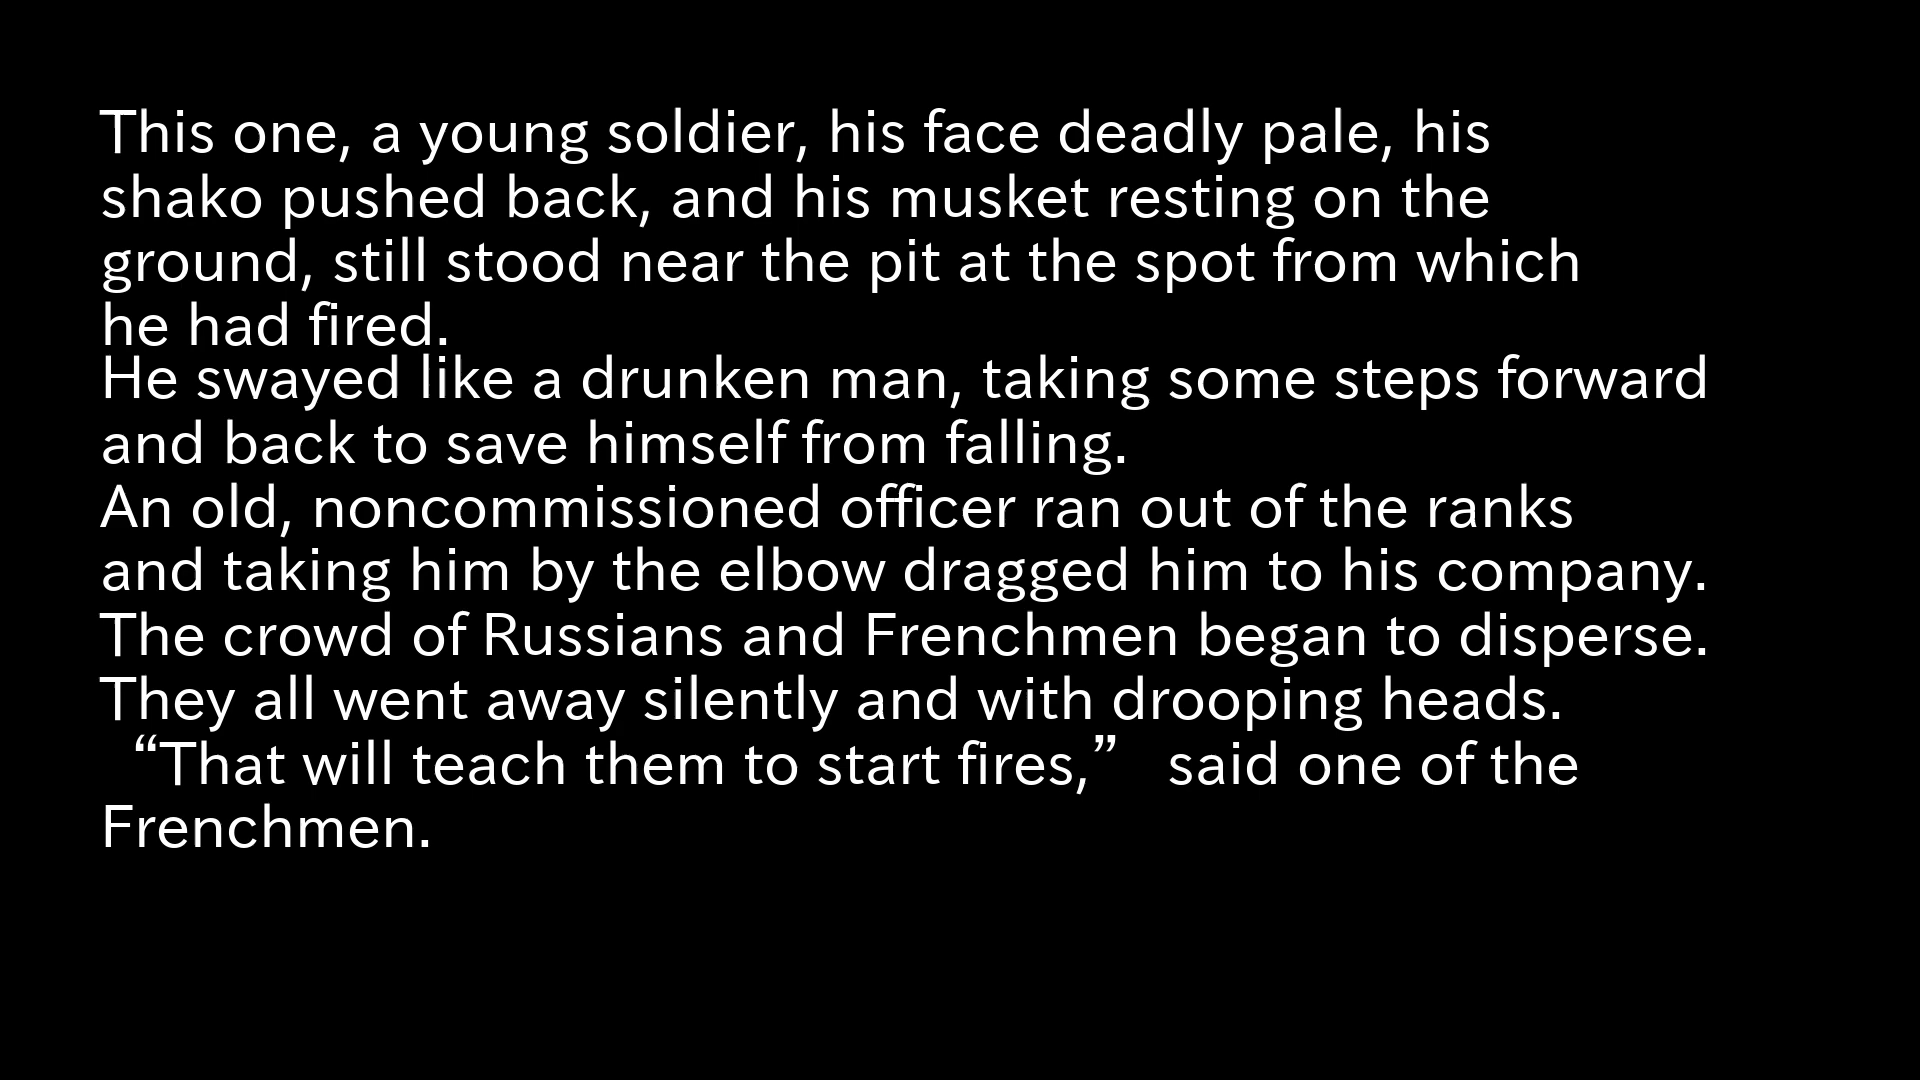 This one, a young soldier, his face deadly pale, his
shako pushed back, and his musket resting on the
ground, still stood near the pit at the spot from which
he had fired.
He swayed like a drunken man, taking some steps forward
and back to save himself from falling.
An old, noncommissioned officer ran out of the ranks
and taking him by the elbow dragged him to his company.
The crowd of Russians and Frenchmen began to disperse.
They all went away silently and with drooping heads.
“That will teach them to start fires,” said one of the
Frenchmen.